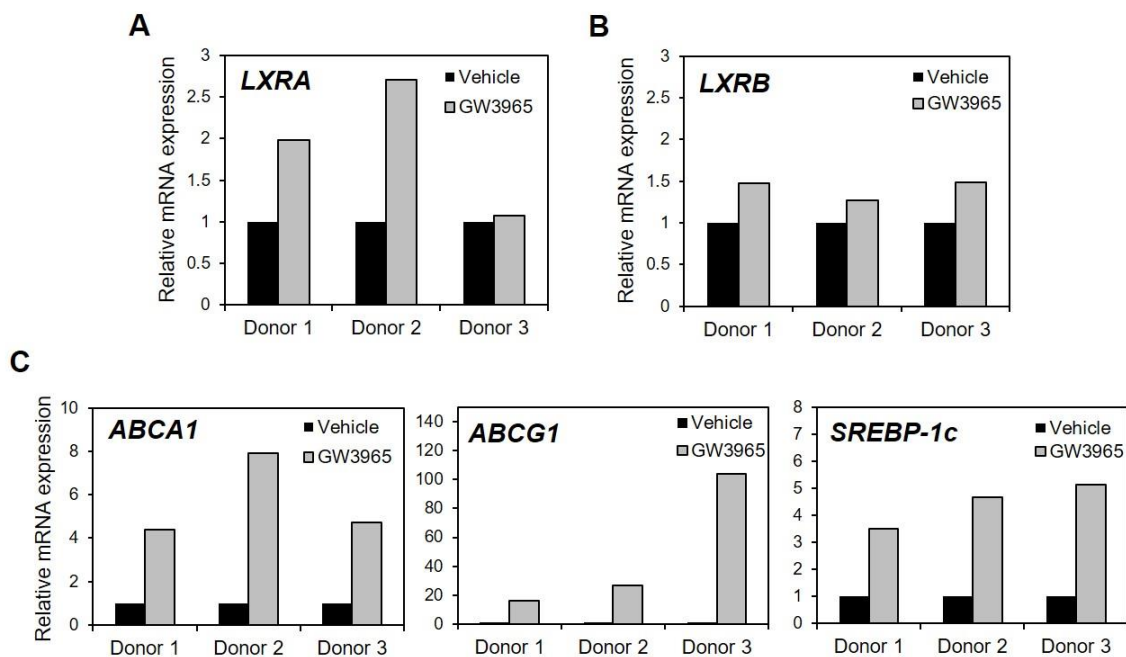 A
Relative mRNA expression
3
2.5
2
1.5
1
0.5
0
LXRA
Vehicle
GW3965
Donor 1 Donor 2 Donor 3
B
Relative mRNA expression
3
2.5
2
1.5
1
0.5
0
LXRB
Vehicle
GW3965
Donor 1 Donor 2 Donor 3
C
Relative mRNA expression
10
8
6
4
2
0
ABCA1
Vehicle
GW3965
Donor 1 Donor 2 Donor 3
140
120
100
80
60
40
20
0
ABCG1
Vehicle
GW3965
Donor 1 Donor 2 Donor 3
8
7
6
5
4
3
2
1
0
SREBP-1c
Vehicle
GW3965
Donor 1 Donor 2 Donor 3